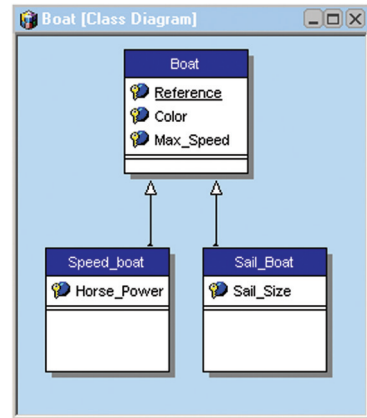 Boat [Class Diagram]
Boat
Reference
Color
Max_Speed
Speed_boat
Horse_Power
Sail_Boat
Sail_Size